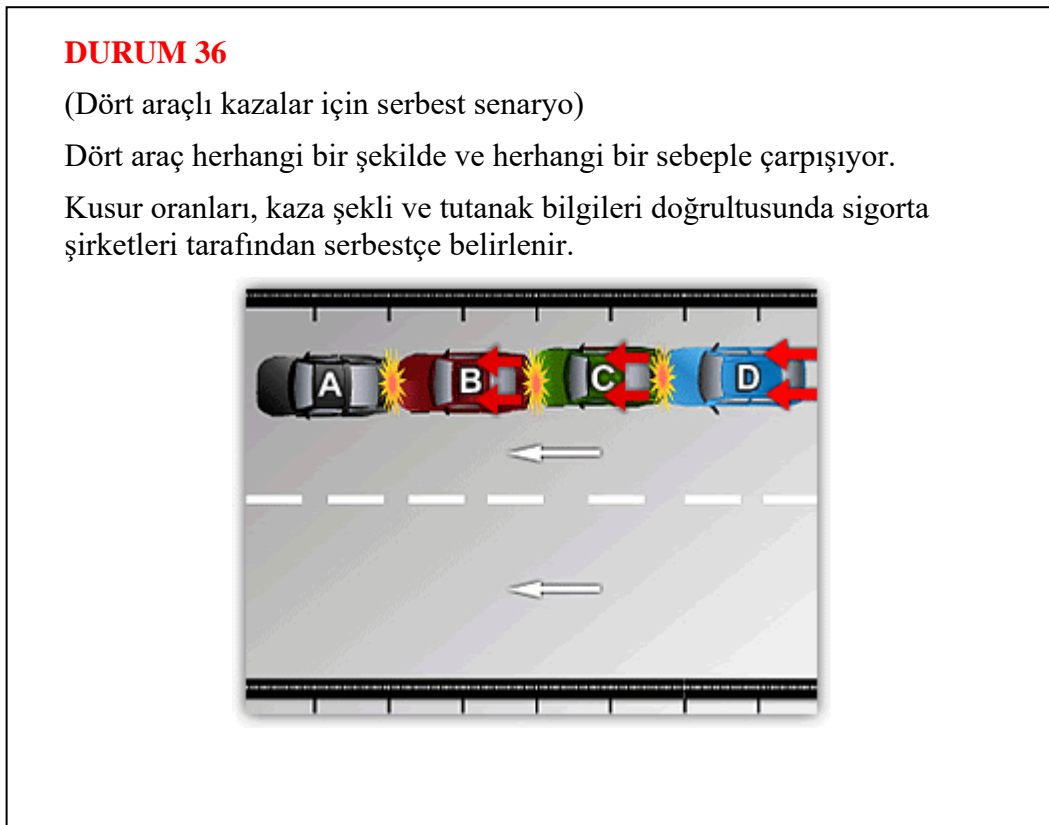 DURUM 36
(Dört araçlı kazalar için serbest senaryo)
Dört araç herhangi bir şekilde ve herhangi bir sebeple çarpışıyor.
Kusur oranları, kaza şekli ve tutanak bilgileri doğrultusunda sigorta
şirketleri tarafından serbestçe belirlenir.
A B C D